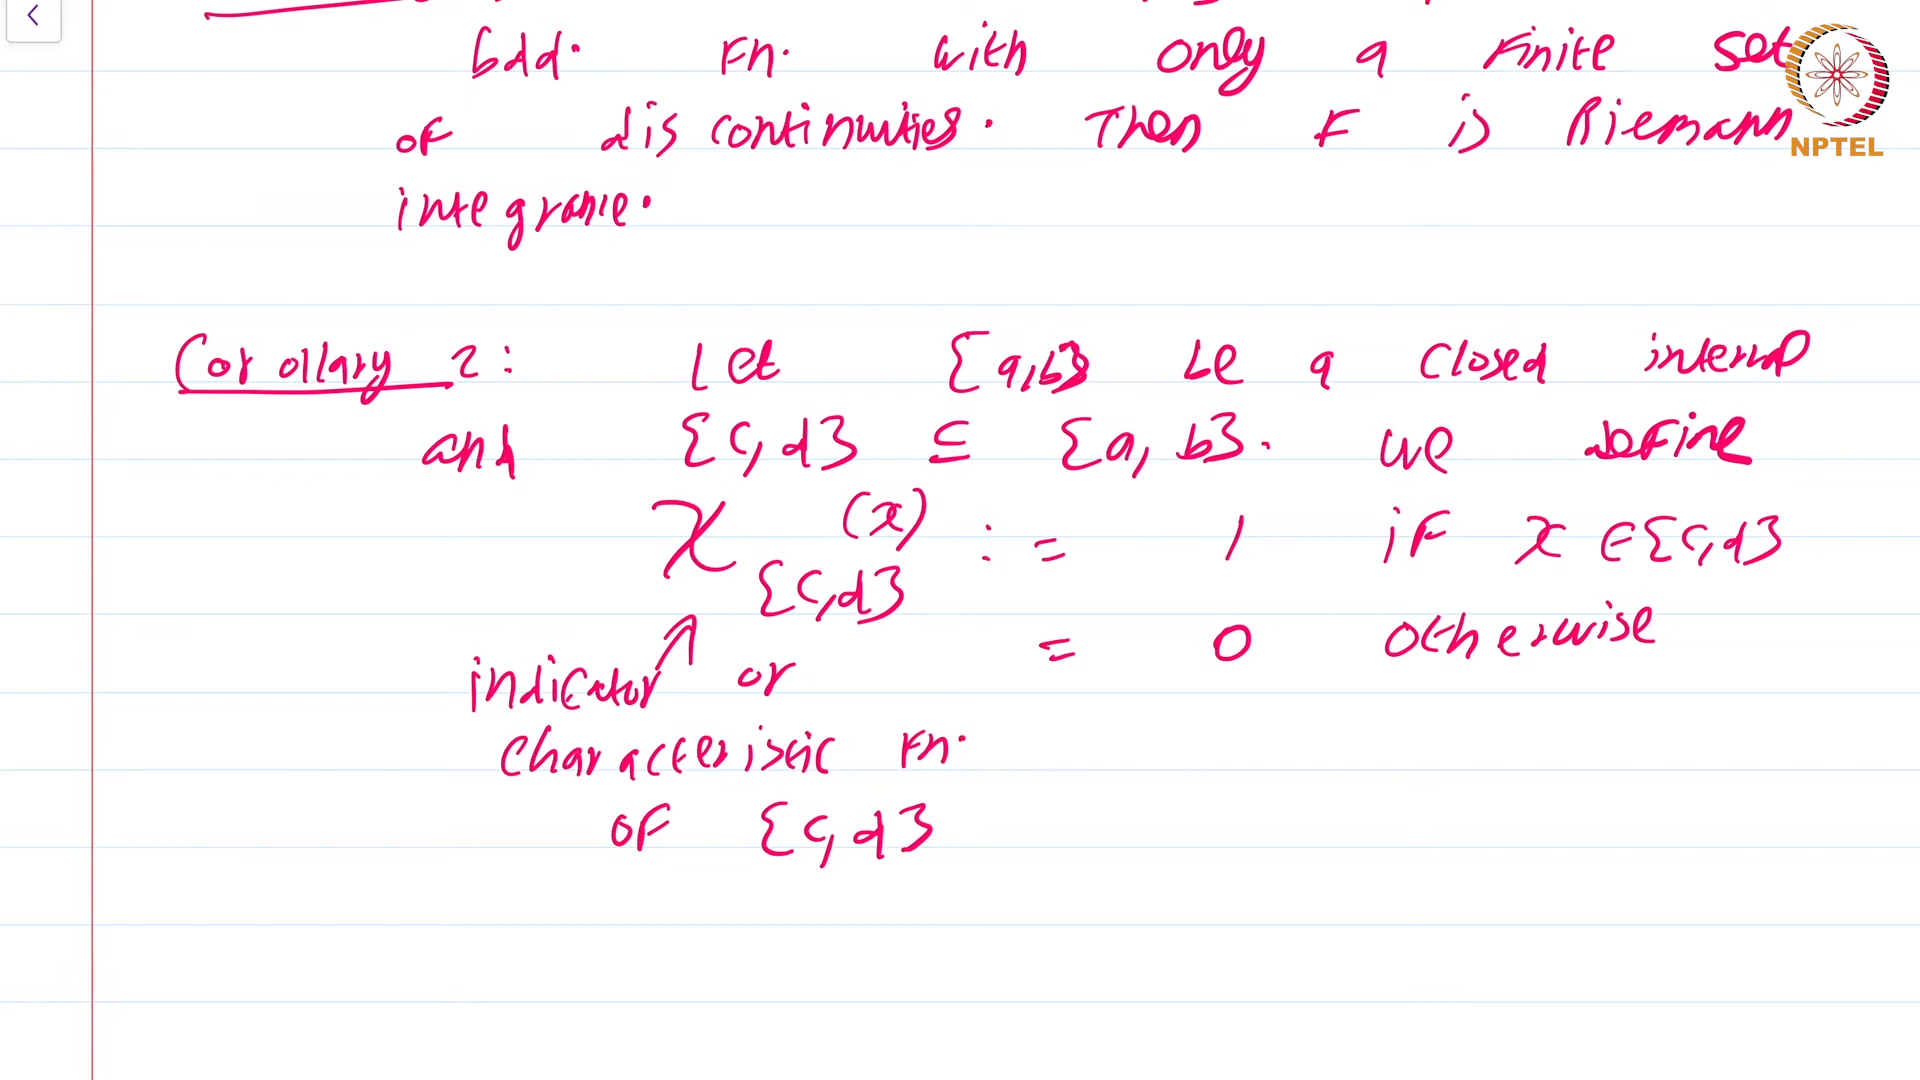 bdd. fn. with only a finite set
of discontinuities. Then F is Riemann
integrable.
NPTEL
Corollary 2: Let [a,b] be a closed interval
and [c,d] ⊆ [a,b]. We define
χ[c,d](x) := 1 if x ∈ [c,d]
= 0 otherwise
indicator or
characteristic fn.
of [c,d]